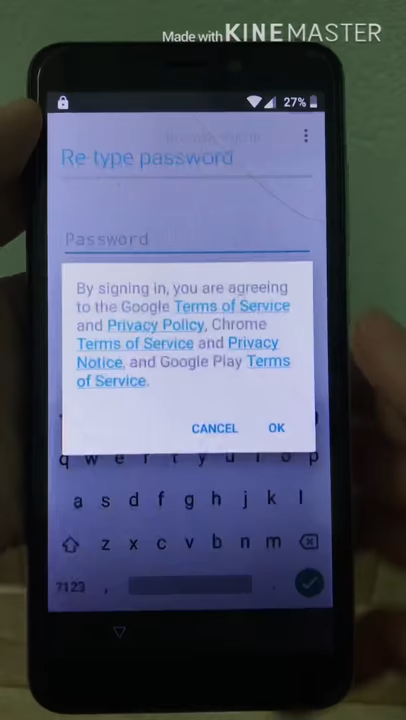 Made with KINEMASTER
27%
Re-type password
Password
By signing in, you are agreeing
to the Google Terms of Service
and Privacy Policy, Chrome
Terms of Service and Privacy
Notice, and Google Play Terms
of Service.
CANCEL OK
q w e r t y u i o p
a s d f g h j k l
z x c v b n m
?123 , .